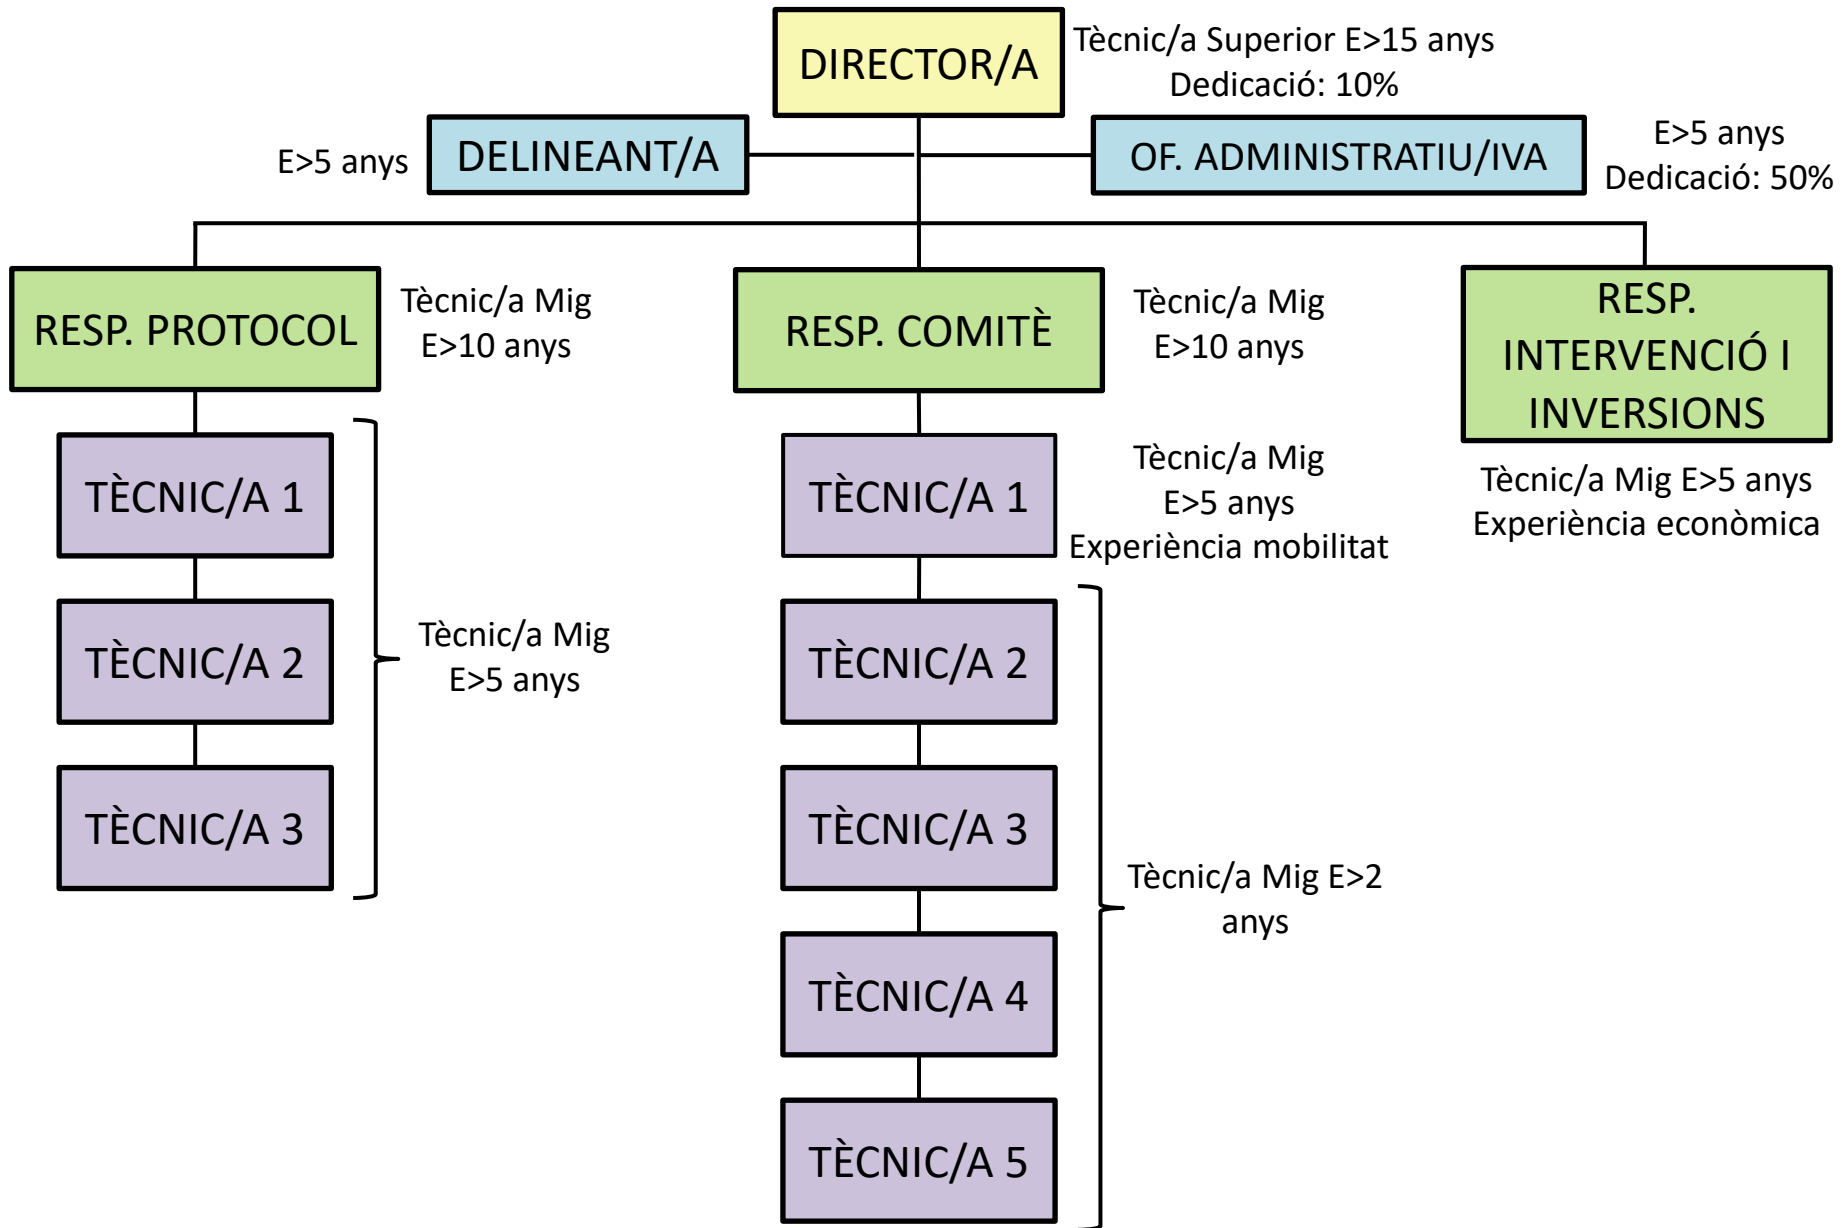 DIRECTOR/A
Tècnic/a Superior E>15 anys
Dedicació: 10%
E>5 anys
DELINEANT/A
OF. ADMINISTRATIU/IVA
E>5 anys
Dedicació: 50%
RESP. PROTOCOL
Tècnic/a Mig
E>10 anys
RESP. COMITÈ
Tècnic/a Mig
E>10 anys
RESP.
INTERVENCIÓ I
INVERSIONS
Tècnic/a Mig E>5 anys
Experiència econòmica
TÈCNIC/A 1
TÈCNIC/A 2
TÈCNIC/A 3
Tècnic/a Mig
E>5 anys
TÈCNIC/A 1
Tècnic/a Mig
E>5 anys
Experiència mobilitat
TÈCNIC/A 2
TÈCNIC/A 3
TÈCNIC/A 4
TÈCNIC/A 5
Tècnic/a Mig E>2
anys